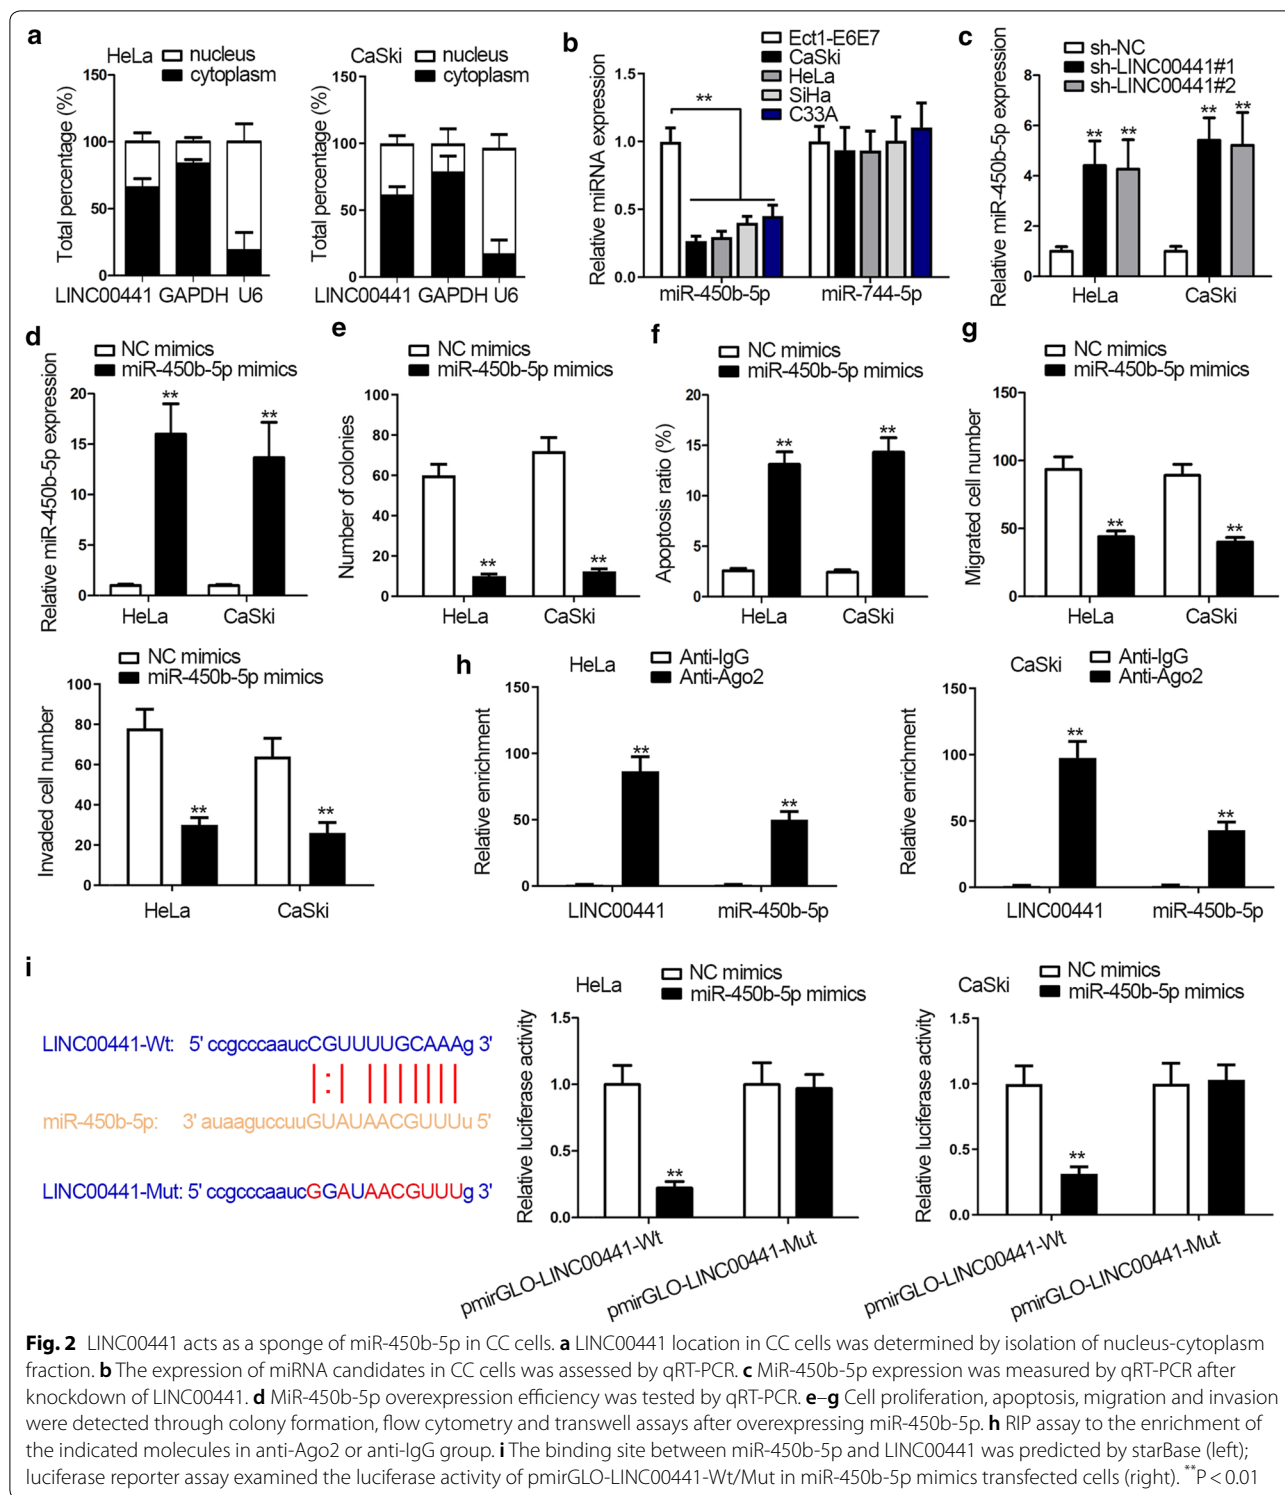 a
HeLa
nucleus
cytoplasm
Total percentage (%)
150
100
50
0
LINC00441 GAPDH U6
CaSki
nucleus
cytoplasm
Total percentage (%)
150
100
50
0
LINC00441 GAPDH U6
b
Ect1-E6E7
CaSki
HeLa
SiHa
C33A
Relative miRNA expression
1.5
1.0
0.5
0.0
**
miR-450b-5p
miR-744-5p
c
sh-NC
sh-LINC00441#1
sh-LINC00441#2
Relative miR-450b-5p expression
8
6
4
2
0
** ** ** **
HeLa CaSki
d
NC mimics
miR-450b-5p mimics
Relative miR-450b-5p expression
20
15
10
5
0
** **
HeLa CaSki
e
NC mimics
miR-450b-5p mimics
Number of colonies
100
80
60
40
20
0
** **
HeLa CaSki
f
NC mimics
miR-450b-5p mimics
Apoptosis ratio (%)
20
15
10
5
0
** **
HeLa CaSki
g
NC mimics
miR-450b-5p mimics
Migrated cell number
150
100
50
0
** **
HeLa CaSki
NC mimics
miR-450b-5p mimics
Invaded cell number
100
80
60
40
20
0
** **
HeLa CaSki
h
HeLa
Anti-IgG
Anti-Ago2
Relative enrichment
150
100
50
0
** **
LINC00441 miR-450b-5p
CaSki
Anti-IgG
Anti-Ago2
Relative enrichment
150
100
50
0
** **
LINC00441 miR-450b-5p
i
LINC00441-Wt: 5' ccgcccaaucCGUUUUGCAAAg 3'
miR-450b-5p: 3' auaaguccuuGUAUAACGUUUu 5'
LINC00441-Mut: 5' ccgcccaaucGGAUAACGUUUg 3'
HeLa
NC mimics
miR-450b-5p mimics
Relative luciferase activity
1.5
1.0
0.5
0.0
**
pmirGLO-LINC00441-Wt
pmirGLO-LINC00441-Mut
CaSki
NC mimics
miR-450b-5p mimics
Relative luciferase activity
1.5
1.0
0.5
0.0
**
pmirGLO-LINC00441-Wt
pmirGLO-LINC00441-Mut
Fig. 2 LINC00441 acts as a sponge of miR-450b-5p in CC cells. a LINC00441 location in CC cells was determined by isolation of nucleus-cytoplasm
fraction. b The expression of miRNA candidates in CC cells was assessed by qRT-PCR. c MiR-450b-5p expression was measured by qRT-PCR after
knockdown of LINC00441. d MiR-450b-5p overexpression efficiency was tested by qRT-PCR. e–g Cell proliferation, apoptosis, migration and invasion
were detected through colony formation, flow cytometry and transwell assays after overexpressing miR-450b-5p. h RIP assay to the enrichment of
the indicated molecules in anti-Ago2 or anti-IgG group. i The binding site between miR-450b-5p and LINC00441 was predicted by starBase (left);
luciferase reporter assay examined the luciferase activity of pmirGLO-LINC00441-Wt/Mut in miR-450b-5p mimics transfected cells (right). **P < 0.01